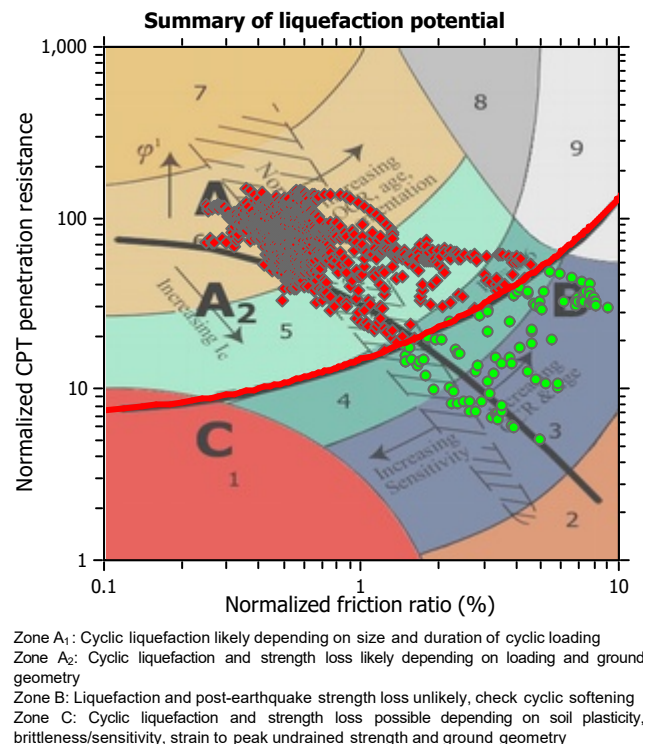 Summary of liquefaction potential
1,000
100
10
1
Normalized CPT penetration resistance
0.1
1
10
Normalized friction ratio (%)
7
8
9
φ'
Increasing
OCR, age,
A
A2
Increasing Ic
5
B
4
Increasing
Sensitivity
Increasing
3
C
1
2
Zone A1: Cyclic liquefaction likely depending on size and duration of cyclic loading
Zone A2: Cyclic liquefaction and strength loss likely depending on loading and ground
geometry
Zone B: Liquefaction and post-earthquake strength loss unlikely, check cyclic softening
Zone C: Cyclic liquefaction and strength loss possible depending on soil plasticity,
brittleness/sensitivity, strain to peak undrained strength and ground geometry